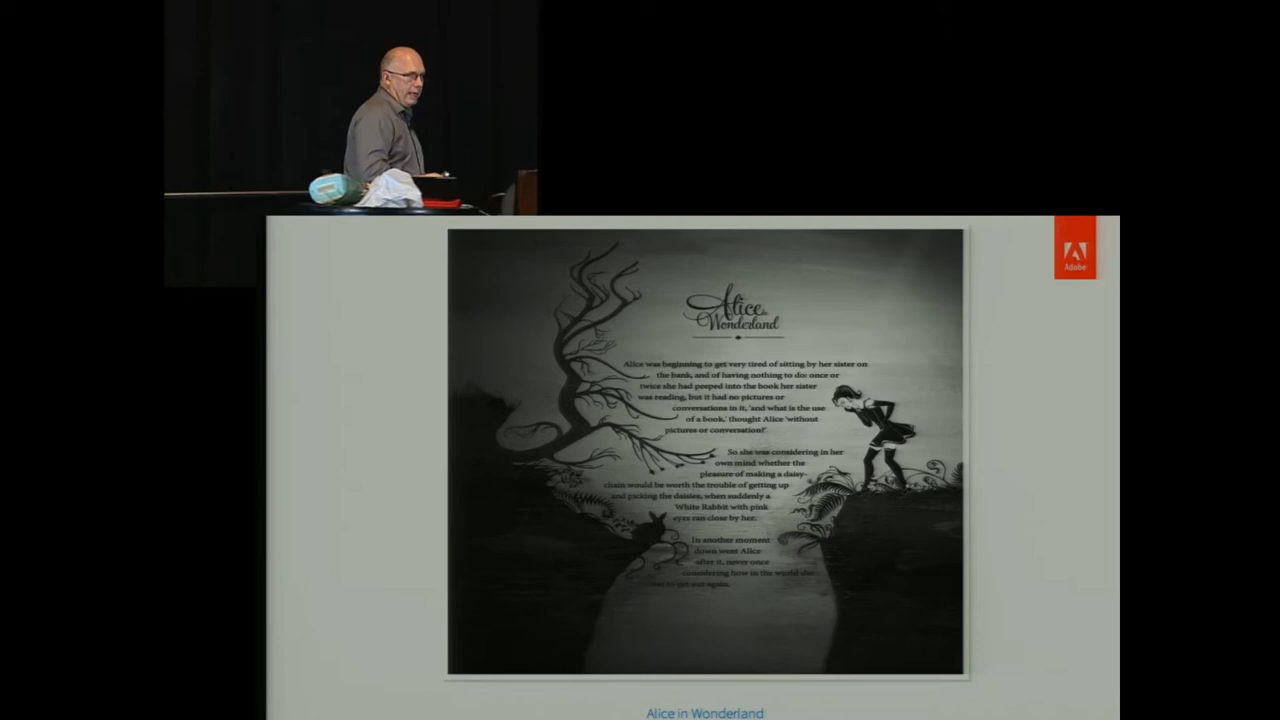 Adobe
Alice in
Wonderland
Alice was beginning to get very tired of sitting by her sister on
the bank, and of having nothing to do: once or
twice she had peeped into the book her sister
was reading, but it had no pictures or
conversations in it, 'and what is the use
of a book,' thought Alice 'without
pictures or conversation?'
So she was considering in her
own mind whether the
pleasure of making a daisy-
chain would be worth the trouble of getting up
and picking the daisies, when suddenly a
White Rabbit with pink
eyes ran close by her.
In another moment
down went Alice
after it, never once
considering how in the world she
was to get out again.
Alice in Wonderland